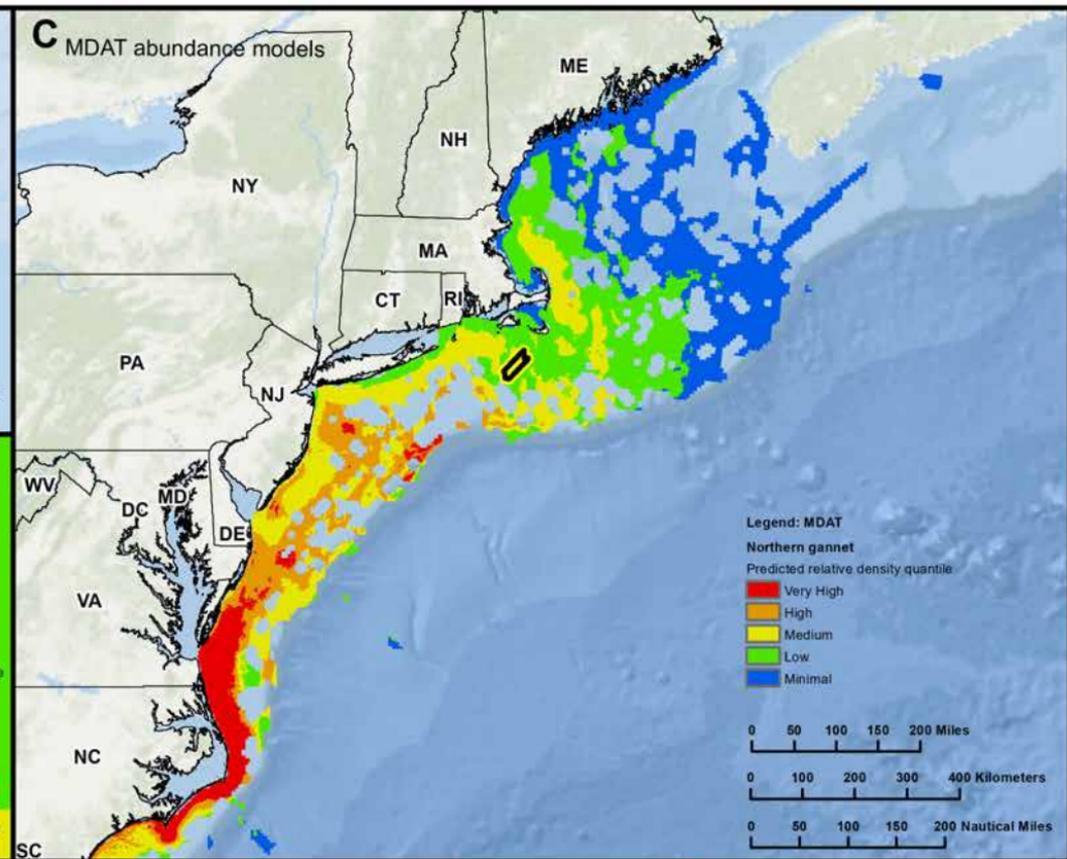 C MDAT abundance models
ME
NH
NY
MA
CT
RI
PA
NJ
WV
MD
DC
DE
VA
NC
SC
Legend: MDAT
Northern gannet
Predicted relative density quantile
Very High
High
Medium
Low
Minimal
0 50 100 150 200 Miles
0 100 200 300 400 Kilometers
0 50 100 150 200 Nautical Miles